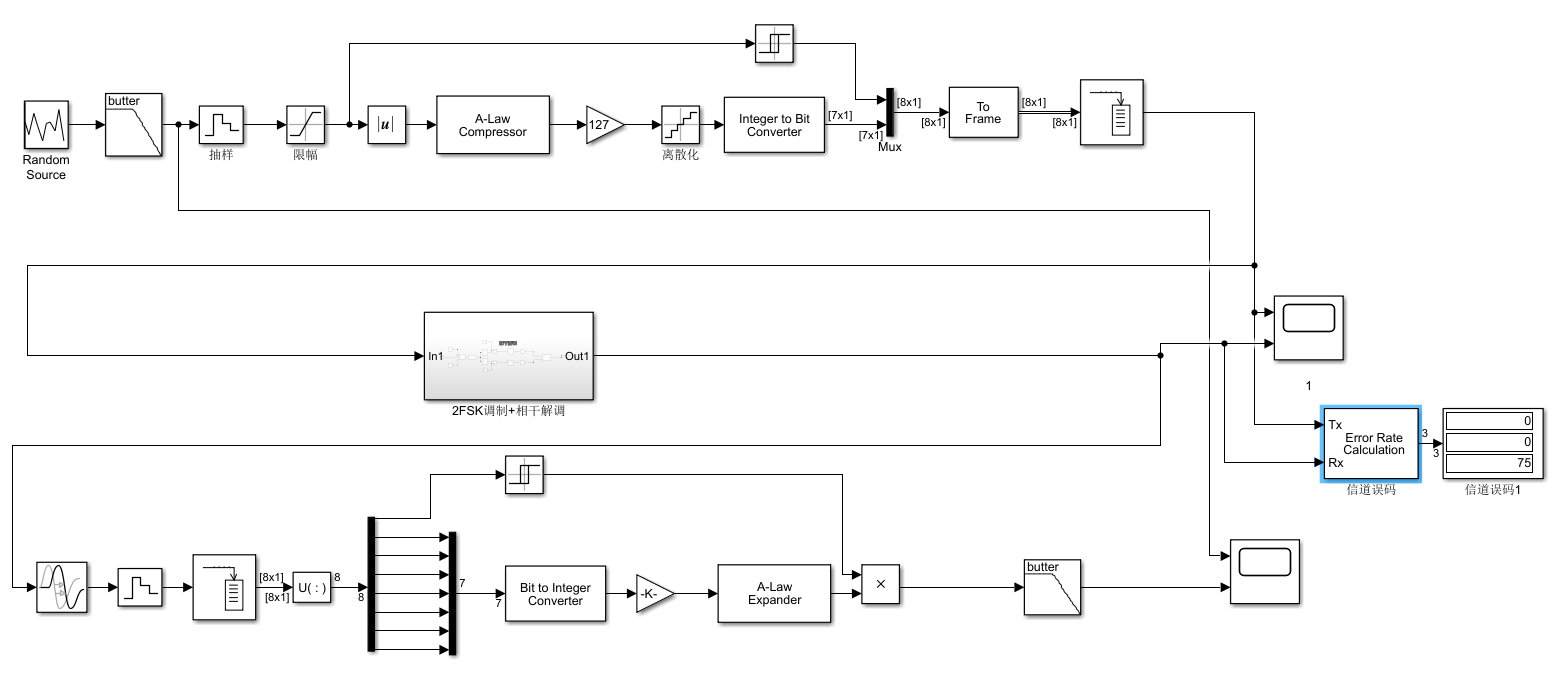 butter
Random
Source
抽样
限幅
|u|
A-Law
Compressor
127
离散化
Integer to Bit
Converter
[7x1]
[7x1]
Mux
[8x1]
[8x1]
To
Frame
[8x1]
[8x1]
In1
Out1
2FSK调制+相干解调
1
Tx
Rx
Error Rate
Calculation
信道误码
3
3
0
0
75
信道误码1
[8x1]
[8x1]
U( : )
8
8
7
7
Bit to Integer
Converter
-K-
A-Law
Expander
×
butter